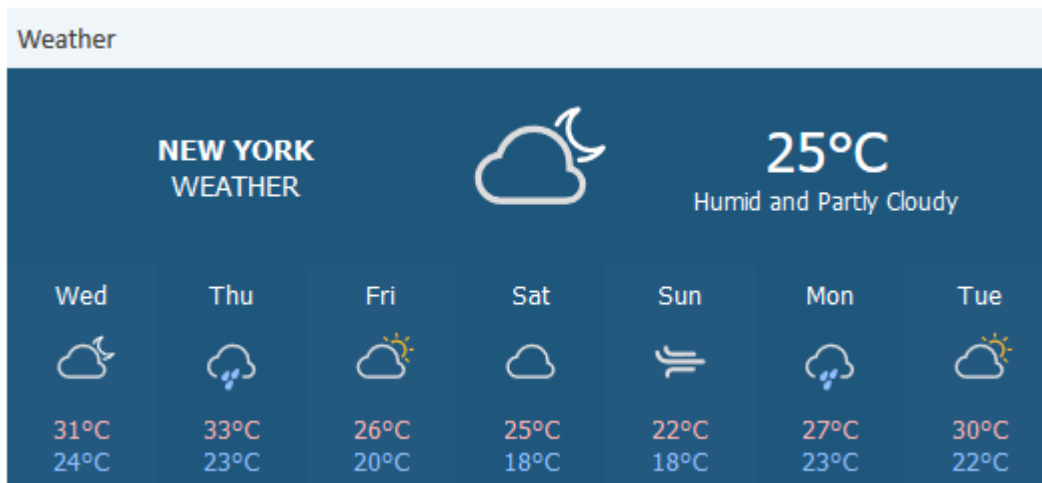 Weather
NEW YORK
WEATHER
25°C
Humid and Partly Cloudy
Wed Thu Fri Sat Sun Mon Tue
31°C 33°C 26°C 25°C 22°C 27°C 30°C
24°C 23°C 20°C 18°C 18°C 23°C 22°C